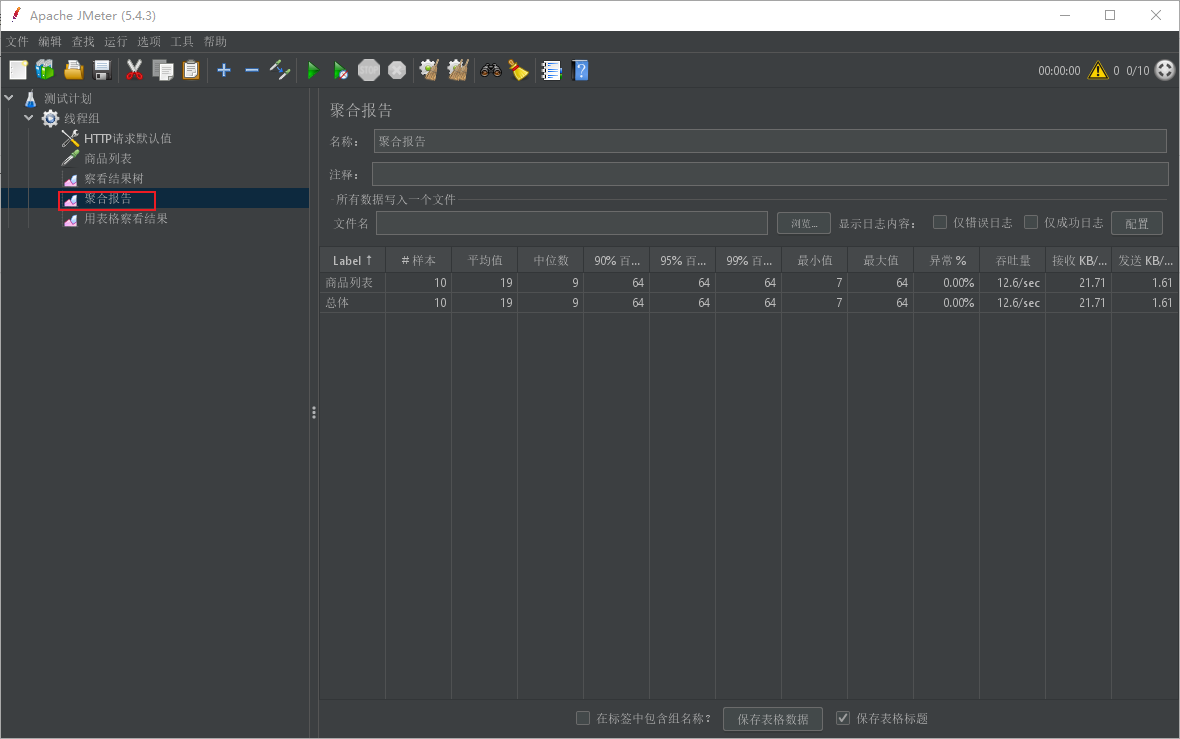 Apache JMeter (5.4.3)
文件 编辑 查找 运行 选项 工具 帮助
STOP 00:00:00 0 0/10
测试计划
线程组
HTTP请求默认值
商品列表
察看结果树
聚合报告
用表格察看结果
聚合报告
名称： 聚合报告
注释：
所有数据写入一个文件
文件名 浏览... 显示日志内容： 仅错误日志 仅成功日志 配置
Label ↑ # 样本 平均值 中位数 90% 百... 95% 百... 99% 百... 最小值 最大值 异常 % 吞吐量 接收 KB/... 发送 KB/...
商品列表 10 19 9 64 64 64 7 64 0.00% 12.6/sec 21.71 1.61
总体 10 19 9 64 64 64 7 64 0.00% 12.6/sec 21.71 1.61
在标签中包含组名称？ 保存表格数据 保存表格标题